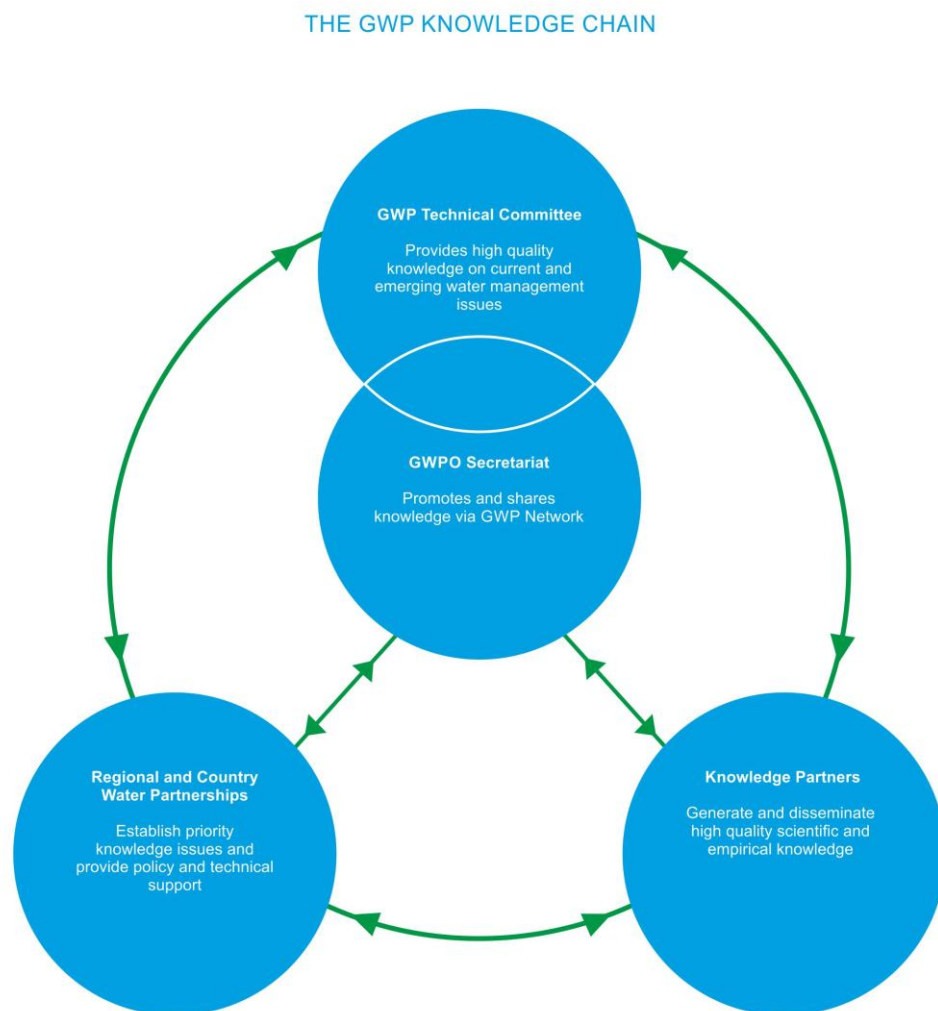 THE GWP KNOWLEDGE CHAIN
GWP Technical Committee
Provides high quality
knowledge on current and
emerging water management
issues
GWPO Secretariat
Promotes and shares
knowledge via GWP Network
Regional and Country
Water Partnerships
Establish priority
knowledge issues and
provide policy and technical
support
Knowledge Partners
Generate and disseminate
high quality scientific and
empirical knowledge